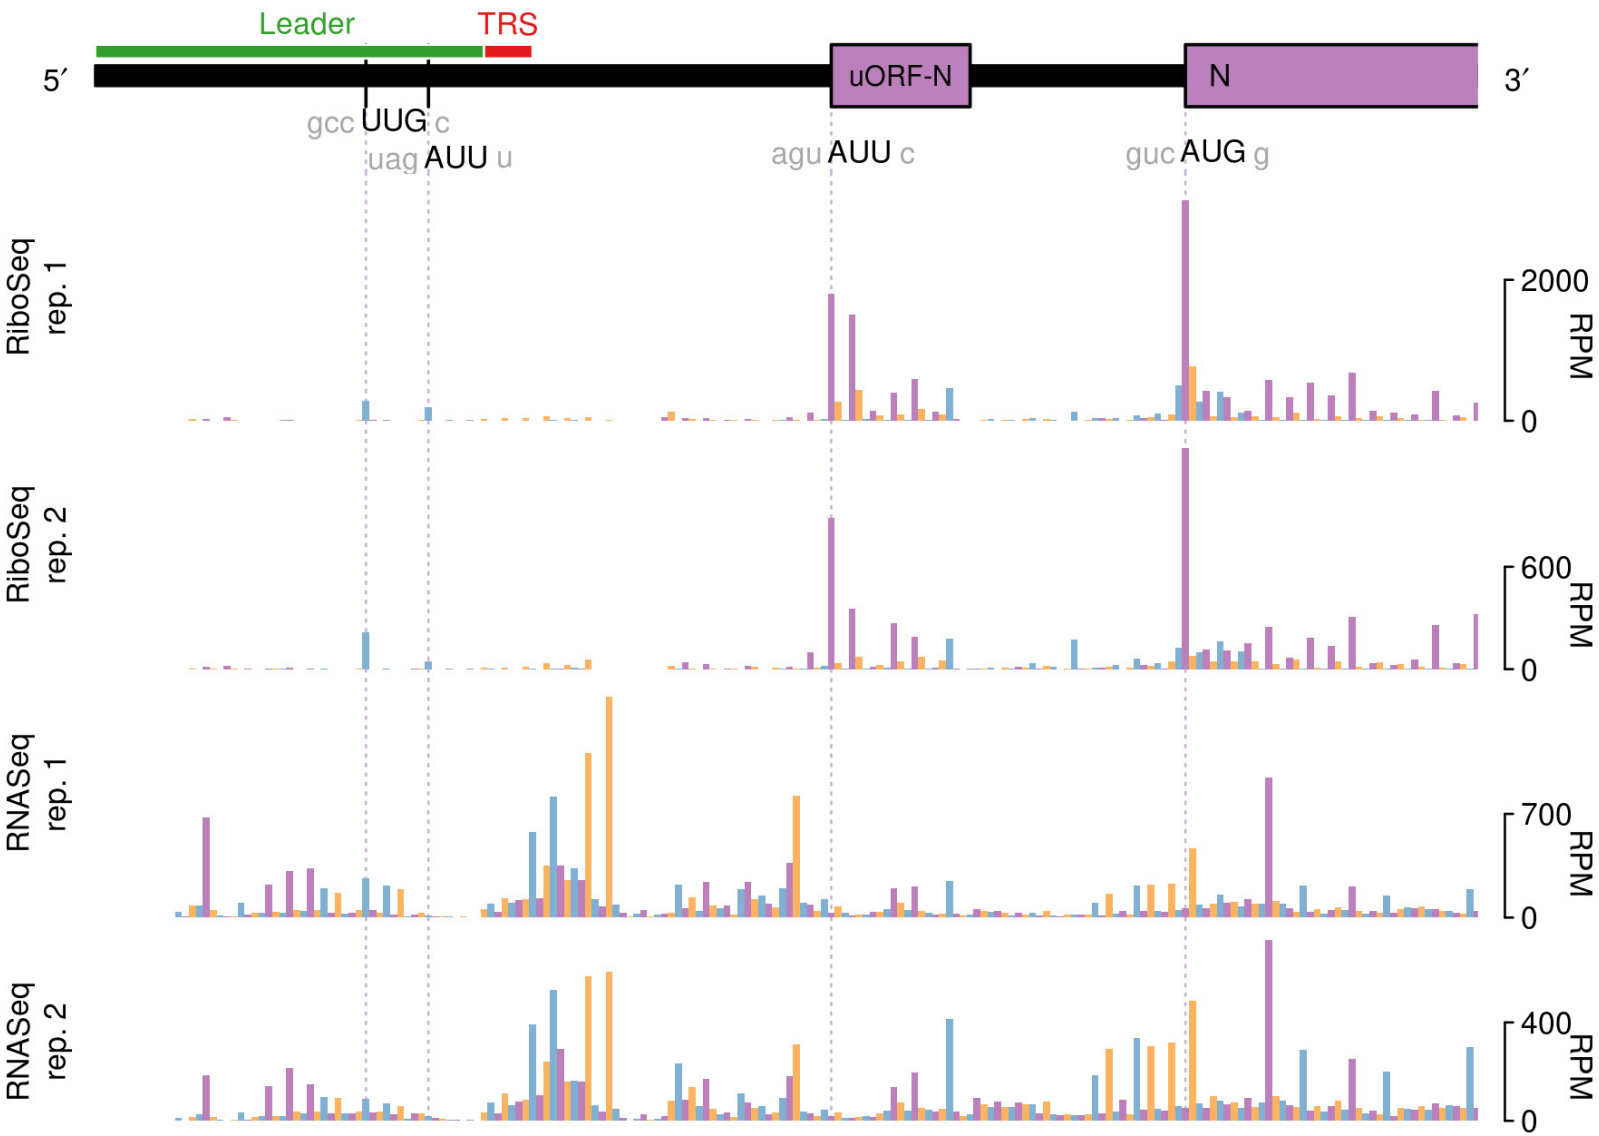 Leader TRS
5′ uORF-N N 3′
gcc UUG c
uag AUU u
agu AUU c
guc AUG g
RiboSeq
rep. 1
2000
0
RPM
RiboSeq
rep. 2
600
0
RPM
RNASeq
rep. 1
700
0
RPM
RNASeq
rep. 2
400
0
RPM